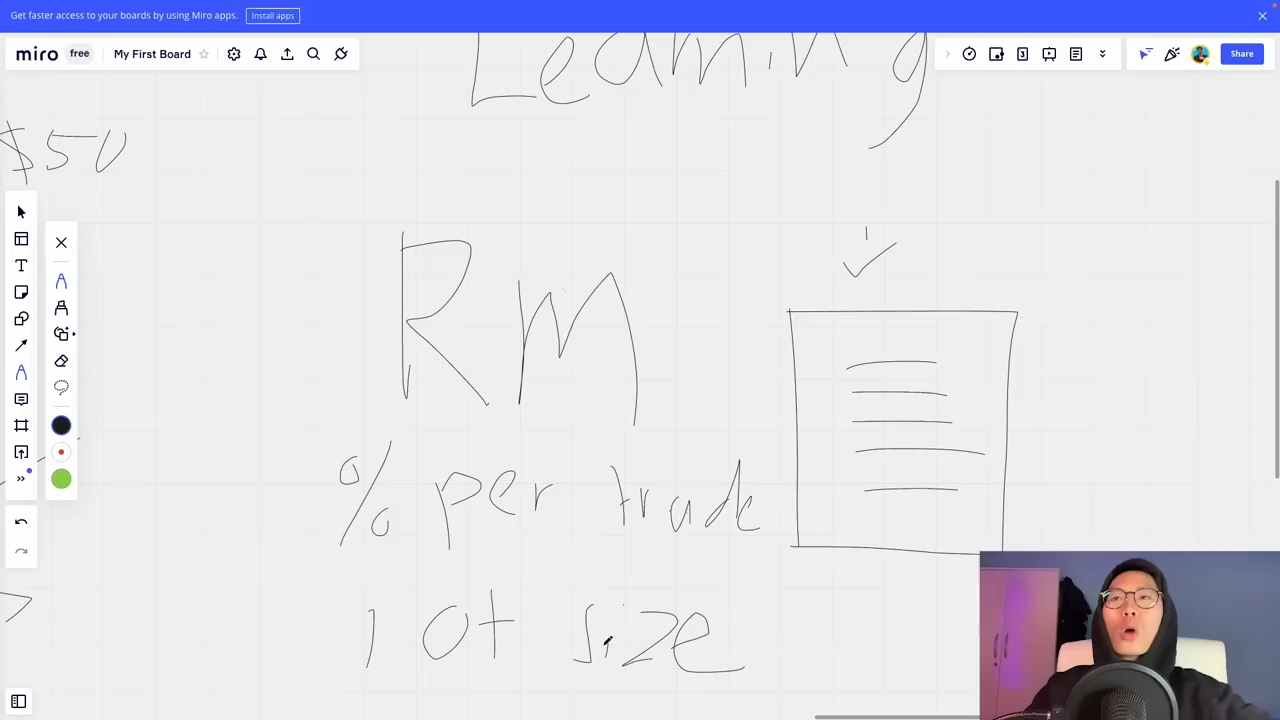 Get faster access to your boards by using Miro apps. Install apps
miro free My First Board
3
Share
Learning
$50
Rm
% per trade
lot size